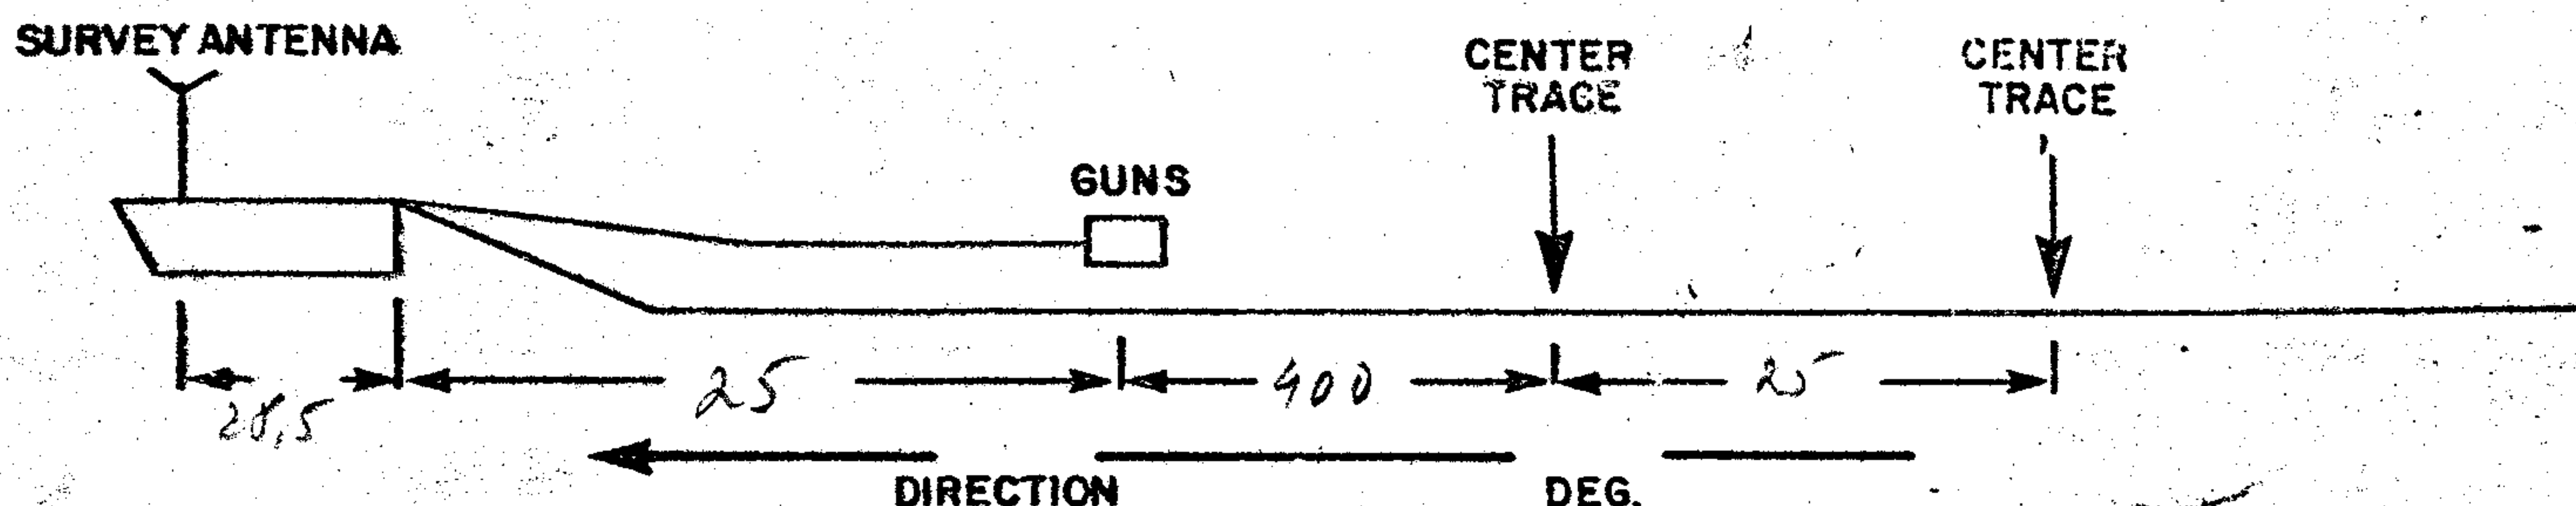 SURVEY ANTENNA
CENTER
TRACE
CENTER
TRACE
GUNS
28,5
25
400
25
DIRECTION
DEG.